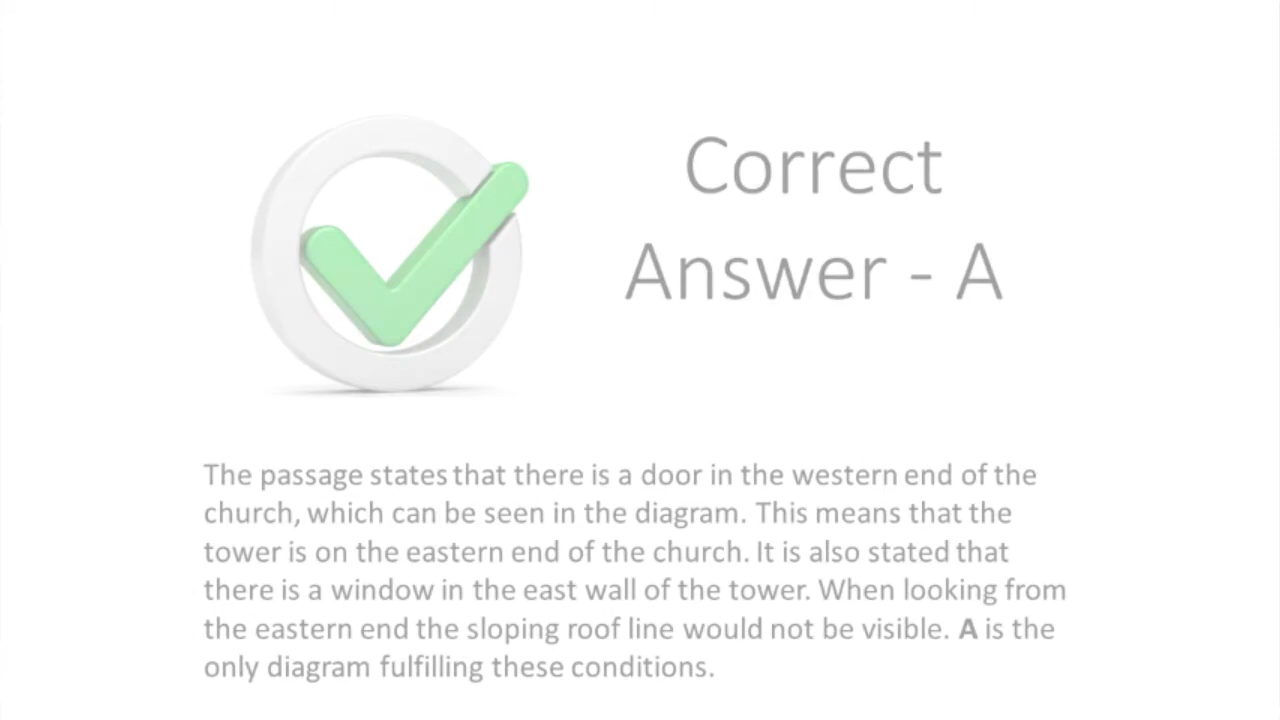 Correct
Answer - A
The passage states that there is a door in the western end of the
church, which can be seen in the diagram. This means that the
tower is on the eastern end of the church. It is also stated that
there is a window in the east wall of the tower. When looking from
the eastern end the sloping roof line would not be visible. A is the
only diagram fulfilling these conditions.